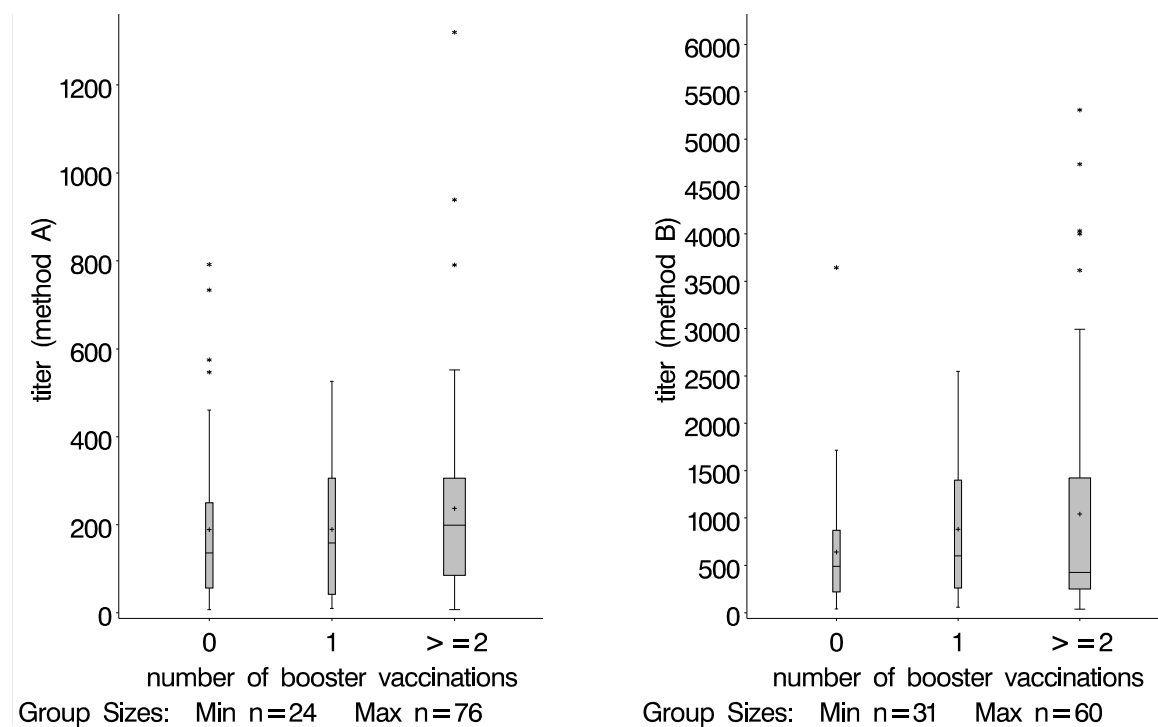 1200
1000
800
600
400
200
0
titer (method A)
0 1 >=2
number of booster vaccinations
Group Sizes: Min n=24 Max n=76
6000
5500
5000
4500
4000
3500
3000
2500
2000
1500
1000
500
0
titer (method B)
0 1 >=2
number of booster vaccinations
Group Sizes: Min n=31 Max n=60